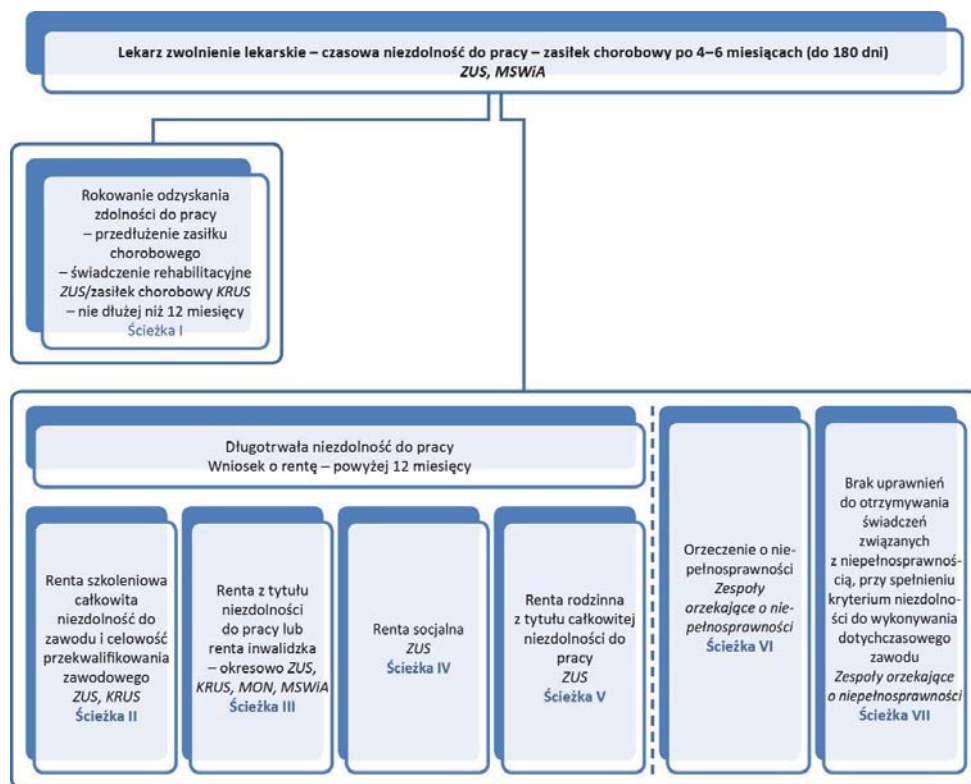 Lekarz zwolnienie lekarskie – czasowa niezdolność do pracy – zasiłek chorobowy po 4–6 miesiącach (do 180 dni)
ZUS, MSWiA
Rokowanie odzyskania
zdolności do pracy
– przedłużenie zasiłku
chorobowego
– świadczenie rehabilitacyjne
ZUS/zasiłek chorobowy KRUS
– nie dłużej niż 12 miesięcy
Ścieżka I
Długotrwała niezdolność do pracy
Wniosek o rentę – powyżej 12 miesięcy
Renta szkoleniowa
całkowita
niezdolność do
zawodu i celowość
przekwalifikowania
zawodowego
ZUS, KRUS
Ścieżka II
Renta z tytułu
niezdolności
do pracy lub
renta inwalidzka
– okresowo ZUS,
KRUS, MON, MSWiA
Ścieżka III
Renta socjalna
ZUS
Ścieżka IV
Renta rodzinna
z tytułu całkowitej
niezdolności do
pracy
ZUS
Ścieżka V
Orzeczenie o nie-
pełnosprawności
Zespoły
orzekające o nie-
pełnosprawności
Ścieżka VI
Brak uprawnień
do otrzymywania
świadczeń
związanych
z niepełnosprawno-
ścią, przy spełnieniu
kryterium niezdolno-
ści do wykonywania
dotychczasowego
zawodu
Zespoły orzekające
o niepełnosprawności
Ścieżka VII